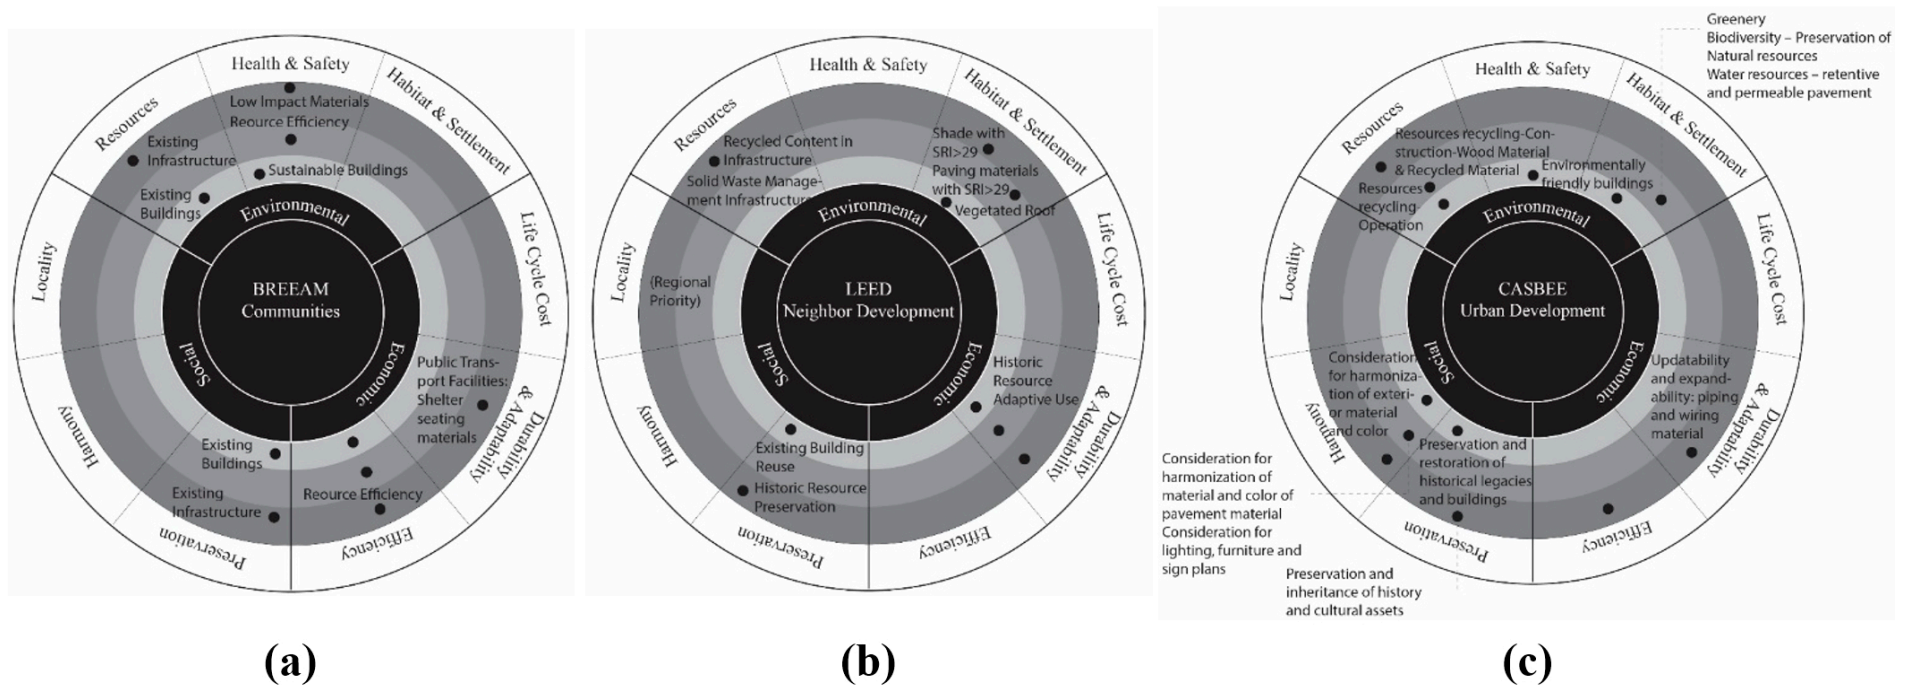 Health & Safety
Habitat & Settlement
Resources
Locality
Life Cycle Cost
Harmony
Preservation
Efficiency
Durability
& Adaptability
Low Impact Materials
Reource Efficiency
Existing
Infrastructure
Sustainable Buildings
Existing
Buildings
Environmental
Social
Economic
BREEAM
Communities
Public Trans-
port Facilities:
Shelter
seating
materials
Existing
Buildings
Existing
Infrastructure
Reource Efficiency
(a)
Health & Safety
Habitat & Settlement
Resources
Locality
Life Cycle Cost
Harmony
Preservation
Efficiency
Durability
& Adaptability
Recycled Content in
Infrastructure
Solid Waste Manage-
ment Infrastructure
Shade with
SRI>29
Paving materials
with SRI>29
Vegetated Roof
Environmental
Social
Economic
(Regional
Priority)
LEED
Neighbor Development
Historic
Resource
Adaptive Use
Existing Building
Reuse
Historic Resource
Preservation
(b)
Greenery
Biodiversity – Preservation of
Natural resources
Water resources – retentive
and permeable pavement
Health & Safety
Habitat & Settlement
Resources
Locality
Life Cycle Cost
Harmony
Preservation
Efficiency
Durability
& Adaptability
Resources recycling-Con-
struction-Wood Material
& Recycled Material
Resources
recycling-
Operation
Environmentally
friendly buildings
Environmental
Social
Economic
CASBEE
Urban Development
Consideration
for harmoniza-
tion of exteri-
or material
and color
Updatability
and expand-
ability: piping
and wiring
material
Preservation and
restoration of
historical legacies
and buildings
Consideration for
harmonization of
material and color of
pavement material
Consideration for
lighting, furniture and
sign plans
Preservation and
inheritance of history
and cultural assets
(c)